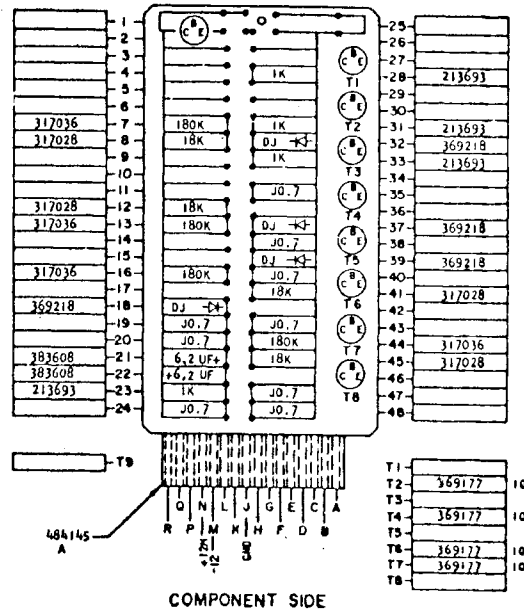 1 25
2 C B E 26
3 C B E 27
4 1K T1 28 213693
5 29
6 C B E 30
317036 7 180K 1K T2 31 213693
317028 8 18K DJ 32 369218
9 1K C B E 33 213693
10 T3 34
11 J0.7 C B E 35
317028 12 18K T4 36
317036 13 180K DJ 37 369218
14 J0.7 C B E 38
15 DJ T5 39 369218
317036 16 180K J0.7 40
17 18K C B E 41 317028
369218 18 DJ T6 42
19 J0.7 J0.7 C B E 43
20 J0.7 180K T7 44 317036
383608 21 6.2 UF+ 18K 45 317028
383608 22 +6.2 UF C B E 46
213693 23 1K J0.7 T8 47
24 J0.7 J0.7 48
T9
484145
A
R Q P N M L K J H G F E D C B A
+12M
-12
GND
T1
T2 369177 10
T3
T4 369177 10
T5
T6 369177 10
T7 369177 10
T8
COMPONENT SIDE